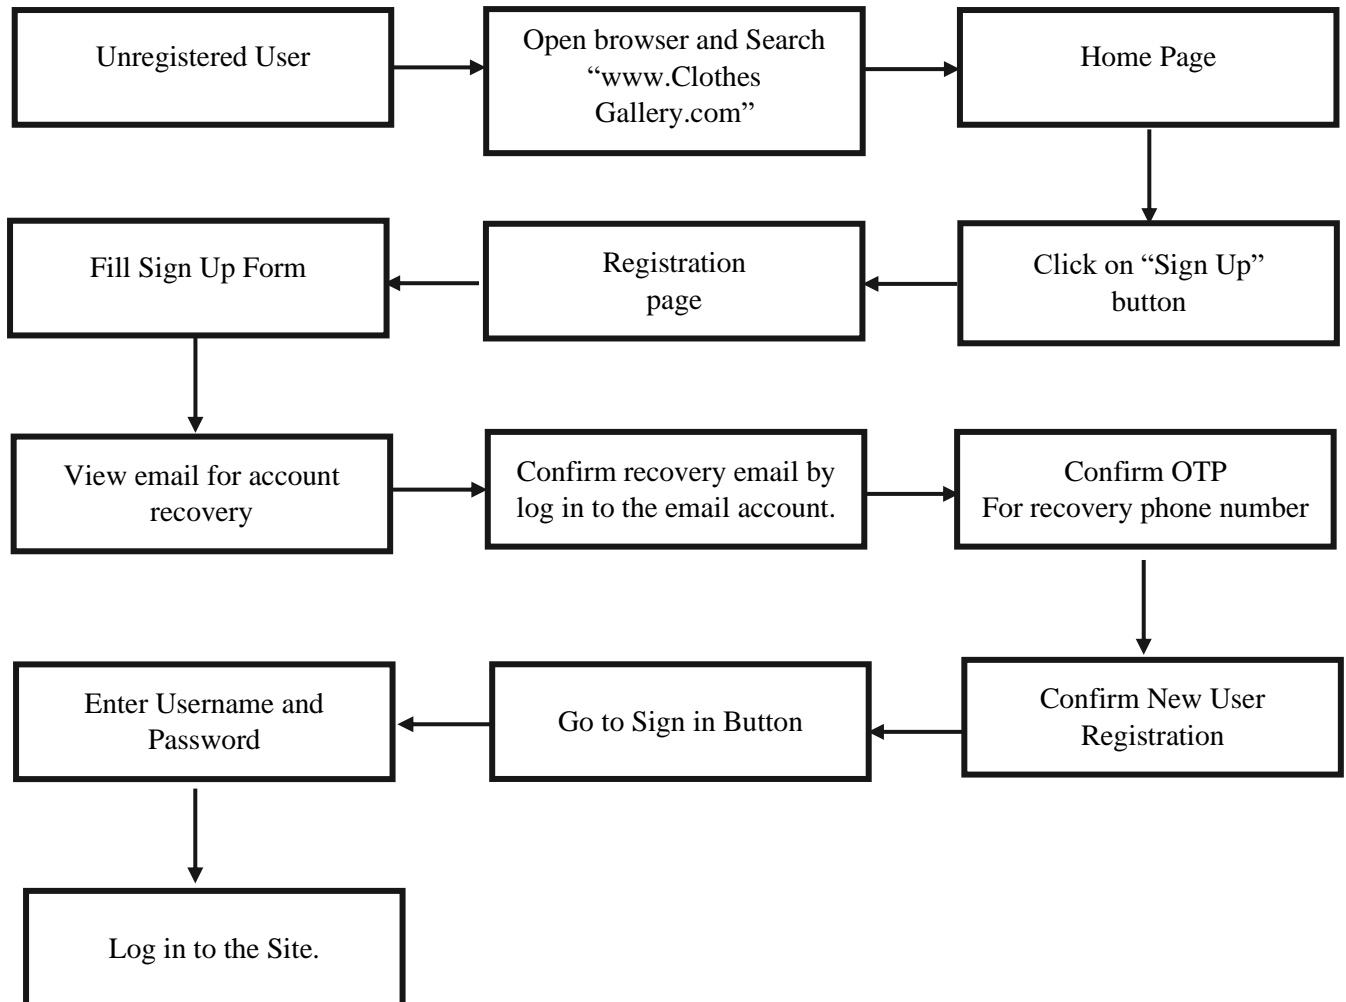 Unregistered User
Open browser and Search
“www.Clothes
Gallery.com”
Home Page
Click on “Sign Up”
button
Registration
page
Fill Sign Up Form
View email for account
recovery
Confirm recovery email by
log in to the email account.
Confirm OTP
For recovery phone number
Confirm New User
Registration
Go to Sign in Button
Enter Username and
Password
Log in to the Site.